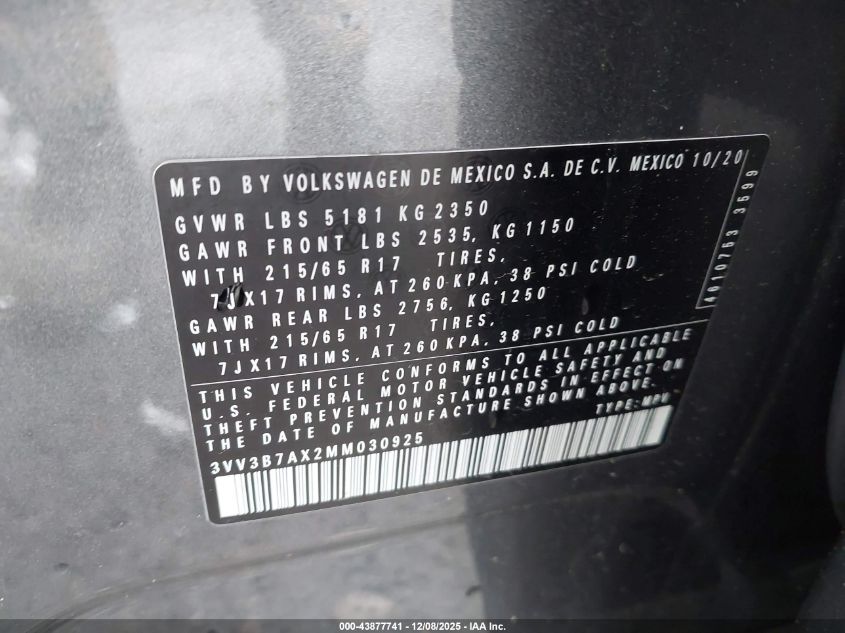 MFD BY VOLKSWAGEN DE MEXICO S.A. DE C.V. MEXICO 10/20
GVWR LBS 5181 KG 2350
GAWR FRONT LBS 2535, KG 1150
WITH 215/65 R17 TIRES,
7JX17 RIMS, AT 260 KPA, 38 PSI COLD
GAWR REAR LBS 2756, KG 1250
WITH 215/65 R17 TIRES,
7JX17 RIMS, AT 260 KPA, 38 PSI COLD
THIS VEHICLE CONFORMS TO ALL APPLICABLE
U.S. FEDERAL MOTOR VEHICLE SAFETY AND
THEFT PREVENTION STANDARDS IN EFFECT ON
THE DATE OF MANUFACTURE SHOWN ABOVE.
TYPE: MPV
3VV3B7AX2MM030925
4010753 3599
000-43877741 - 12/08/2025 - IAA Inc.